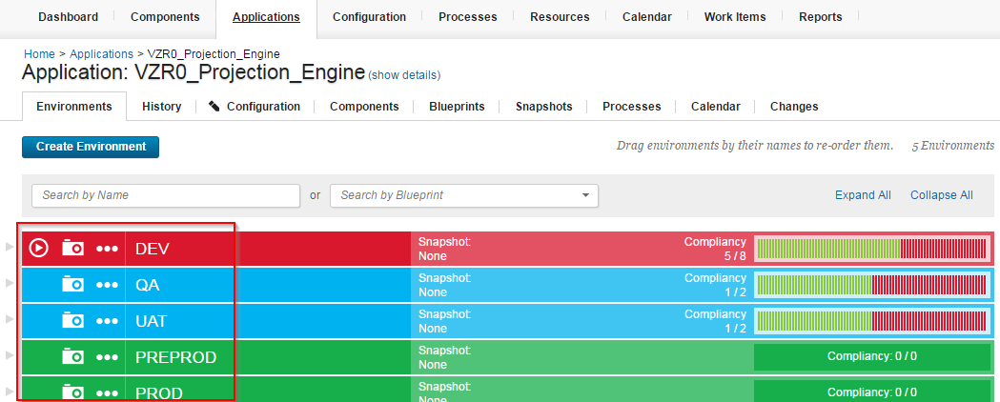 Dashboard Components Applications Configuration Processes Resources Calendar Work Items Reports
Home > Applications > VZR0_Projection_Engine
Application: VZR0_Projection_Engine (show details)
Environments History Configuration Components Blueprints Snapshots Processes Calendar Changes
Create Environment Drag environments by their names to re-order them. 5 Environments
Search by Name or Search by Blueprint Expand All Collapse All
DEV Snapshot: Compliancy
None 5 / 8
QA Snapshot: Compliancy
None 1 / 2
UAT Snapshot: Compliancy
None 1 / 2
PREPROD Snapshot: Compliancy: 0 / 0
None
PROD Snapshot: Compliancy: 0 / 0
None